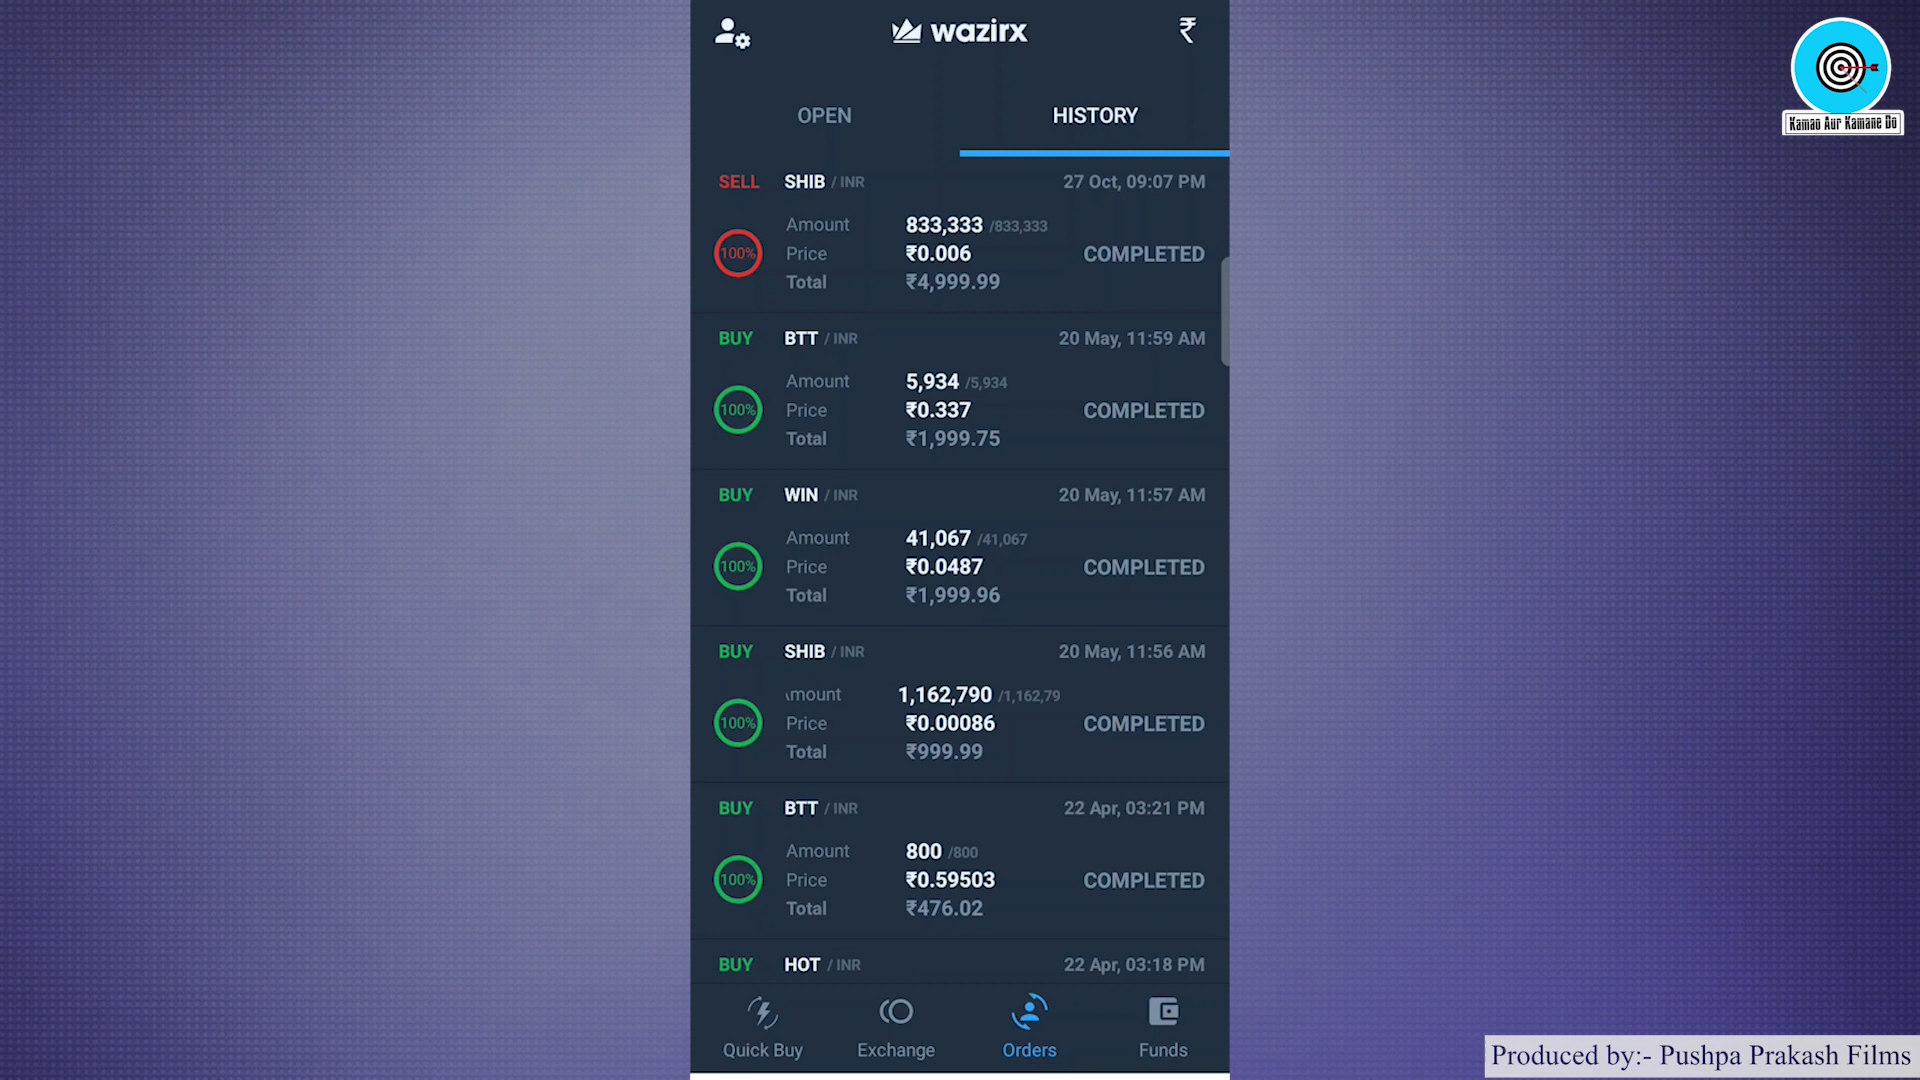 wazirx ₹
OPEN HISTORY
SELL SHIB / INR 27 Oct, 09:07 PM
Amount 833,333 /833,333
100% Price ₹0.006 COMPLETED
Total ₹4,999.99
BUY BTT / INR 20 May, 11:59 AM
Amount 5,934 /5,934
100% Price ₹0.337 COMPLETED
Total ₹1,999.75
BUY WIN / INR 20 May, 11:57 AM
Amount 41,067 /41,067
100% Price ₹0.0487 COMPLETED
Total ₹1,999.96
BUY SHIB / INR 20 May, 11:56 AM
mount 1,162,790 /1,162,79
100% Price ₹0.00086 COMPLETED
Total ₹999.99
BUY BTT / INR 22 Apr, 03:21 PM
Amount 800 /800
100% Price ₹0.59503 COMPLETED
Total ₹476.02
BUY HOT / INR 22 Apr, 03:18 PM
Quick Buy Exchange Orders Funds
Kamao Aur Kamane Do
Produced by:- Pushpa Prakash Films